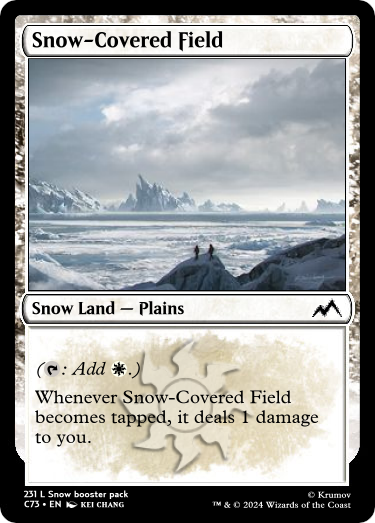 Snow-Covered Field
Snow Land — Plains
(: Add .)
Whenever Snow-Covered Field
becomes tapped, it deals 1 damage
to you.
231 L Snow booster pack
C73 • EN KEI CHANG
© Krumov
™ & © 2024 Wizards of the Coast